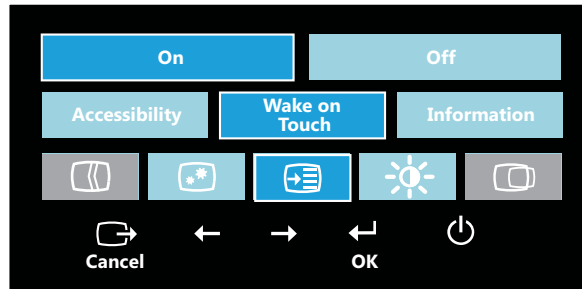 On
Off
Accessibility
Wake on
Touch
Information
Cancel
OK